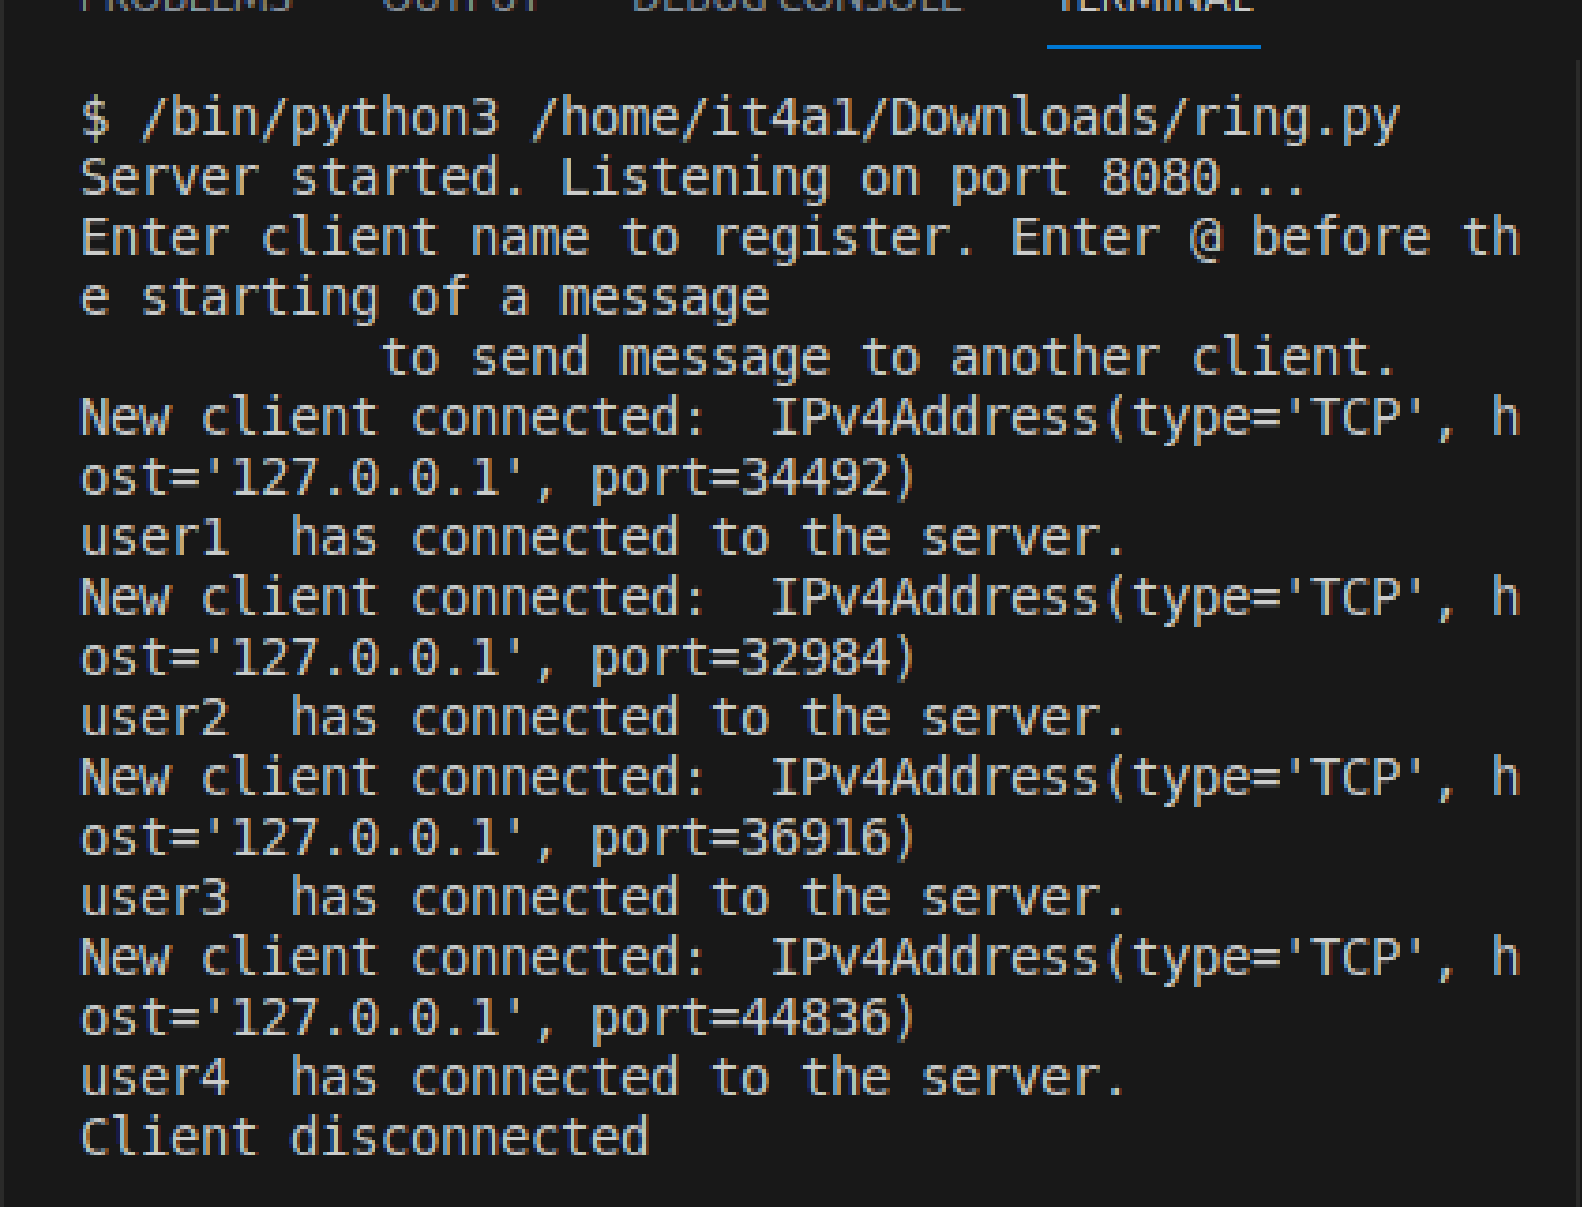 PROBLEMS OUTPUT DEBUG CONSOLE TERMINAL
$ /bin/python3 /home/it4a1/Downloads/ring.py
Server started. Listening on port 8080...
Enter client name to register. Enter @ before th
e starting of a message
to send message to another client.
New client connected:  IPv4Address(type='TCP', h
ost='127.0.0.1', port=34492)
user1  has connected to the server.
New client connected:  IPv4Address(type='TCP', h
ost='127.0.0.1', port=32984)
user2  has connected to the server.
New client connected:  IPv4Address(type='TCP', h
ost='127.0.0.1', port=36916)
user3  has connected to the server.
New client connected:  IPv4Address(type='TCP', h
ost='127.0.0.1', port=44836)
user4  has connected to the server.
Client disconnected